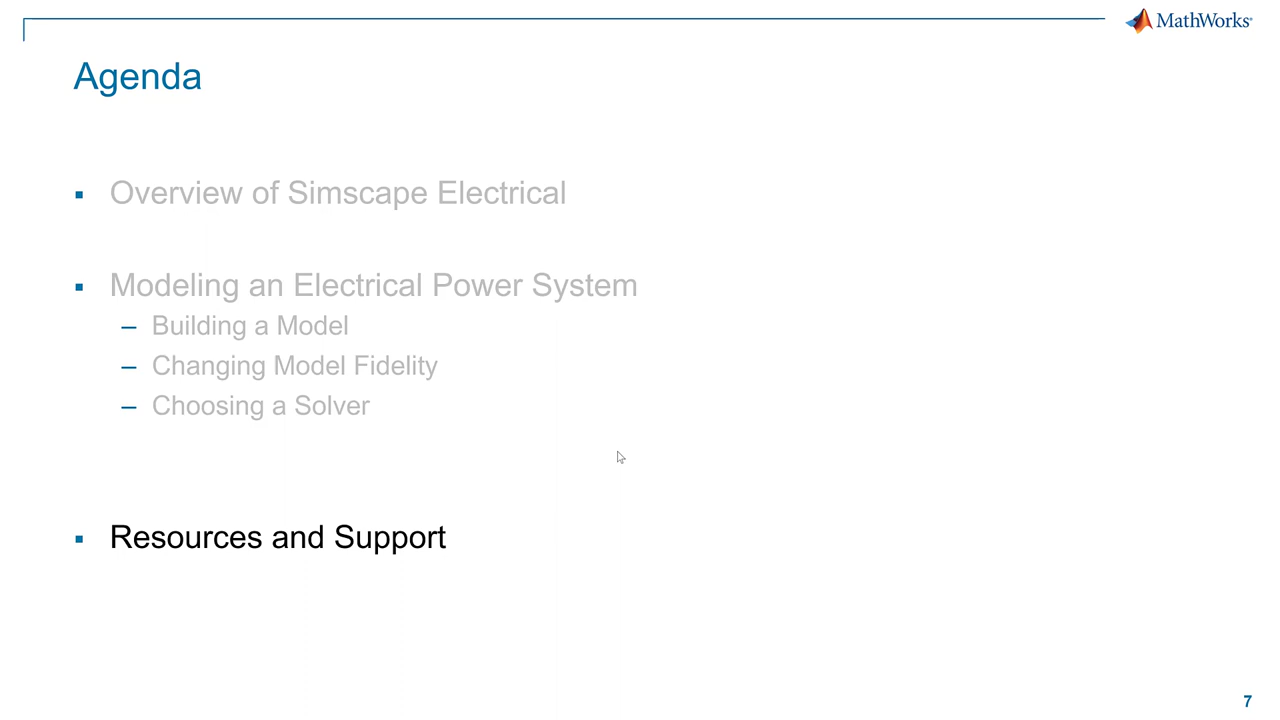 MathWorks®
Agenda
▪ Overview of Simscape Electrical
▪ Modeling an Electrical Power System
– Building a Model
– Changing Model Fidelity
– Choosing a Solver
▪ Resources and Support
7